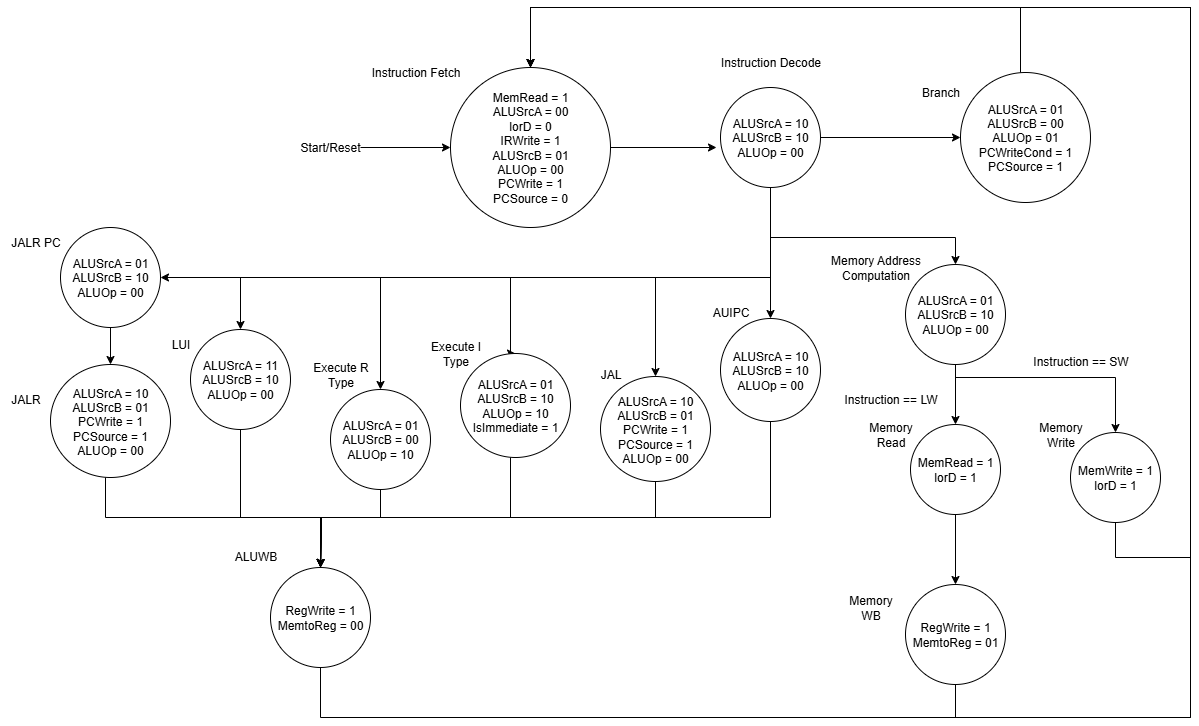 Instruction Fetch
MemRead = 1
ALUSrcA = 00
IorD = 0
IRWrite = 1
ALUSrcB = 01
ALUOp = 00
PCWrite = 1
PCSource = 0
Start/Reset
Instruction Decode
ALUSrcA = 10
ALUSrcB = 10
ALUOp = 00
Branch
ALUSrcA = 01
ALUSrcB = 00
ALUOp = 01
PCWriteCond = 1
PCSource = 1
JALR PC
ALUSrcA = 01
ALUSrcB = 10
ALUOp = 00
Memory Address
Computation
ALUSrcA = 01
ALUSrcB = 10
ALUOp = 00
JALR
ALUSrcA = 10
ALUSrcB = 01
PCWrite = 1
PCSource = 1
ALUOp = 00
LUI
ALUSrcA = 11
ALUSrcB = 10
ALUOp = 00
Execute R
Type
ALUSrcA = 01
ALUSrcB = 00
ALUOp = 10
Execute I
Type
ALUSrcA = 01
ALUSrcB = 10
ALUOp = 10
IsImmediate = 1
JAL
ALUSrcA = 10
ALUSrcB = 01
PCWrite = 1
PCSource = 1
ALUOp = 00
AUIPC
ALUSrcA = 10
ALUSrcB = 10
ALUOp = 00
Instruction == LW
Instruction == SW
Memory
Read
MemRead = 1
IorD = 1
Memory
Write
MemWrite = 1
IorD = 1
ALUWB
RegWrite = 1
MemtoReg = 00
Memory
WB
RegWrite = 1
MemtoReg = 01